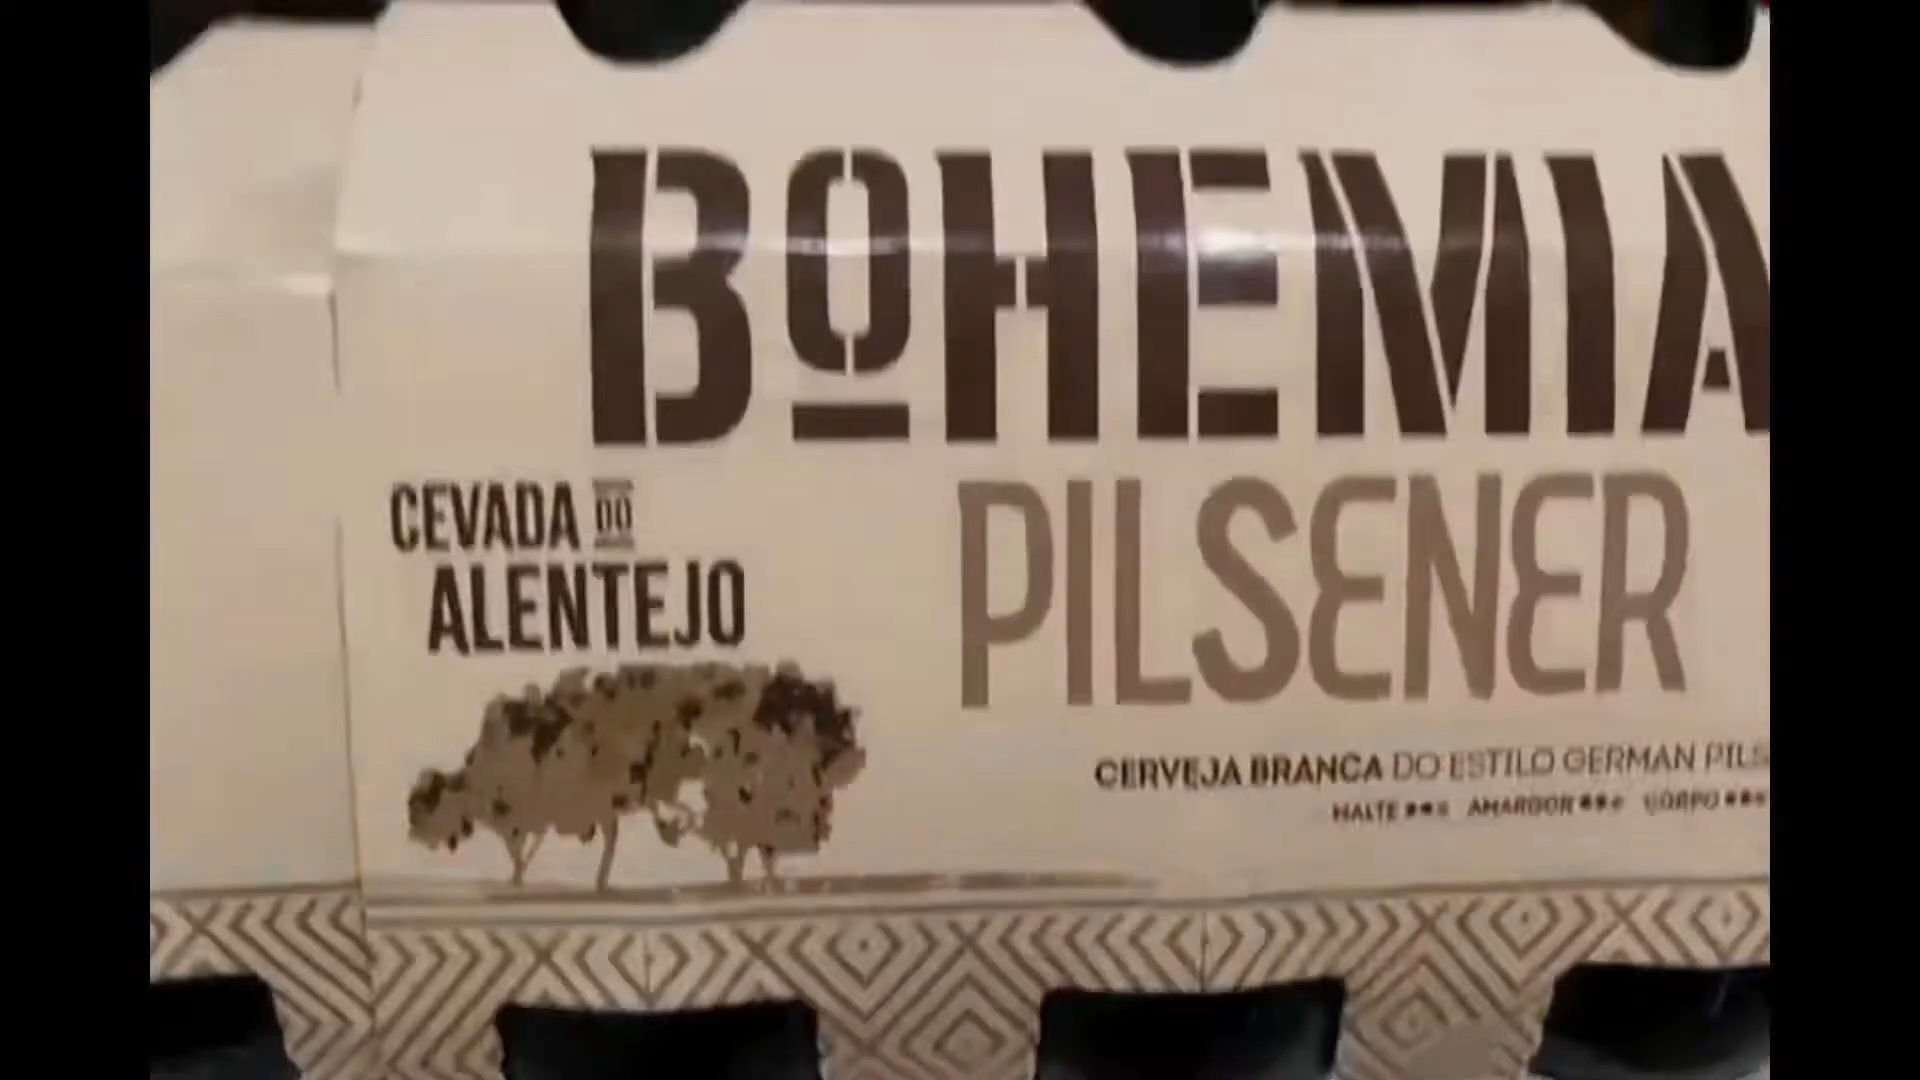 BOHEMIA
CEVADA DO
ALENTEJO
PILSENER
CERVEJA BRANCA DO ESTILO GERMAN PILS
MALTE AMARGOR CORPO